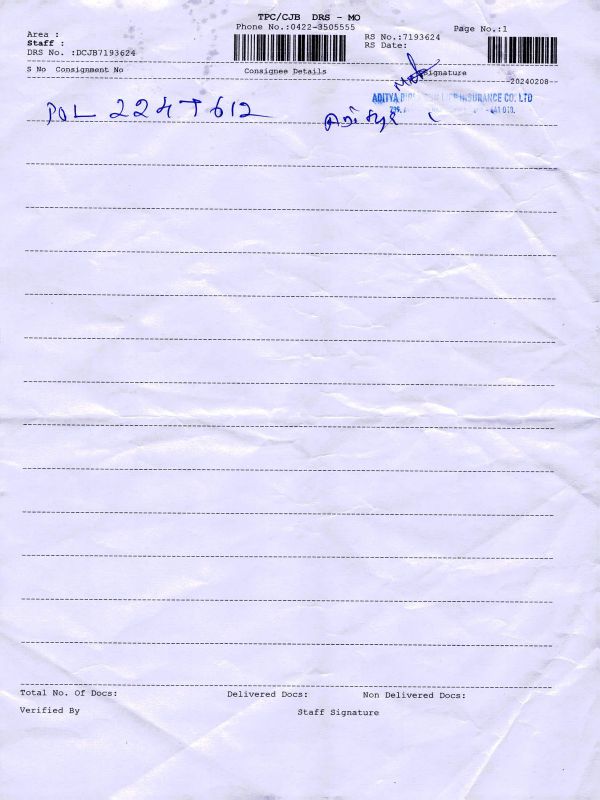 TPC/CJB DRS - MO
Phone No.:0422-3505555
Page No.:1
Area :
RS No.:7193624
Staff :
RS Date:
DRS No. :DCJB7193624
S No Consignment No Consignee Details Signature
20240208
ADITYA INSURANCE CO. LTD
POL 224T612
Total No. Of Docs: Delivered Docs: Non Delivered Docs:
Verified By Staff Signature